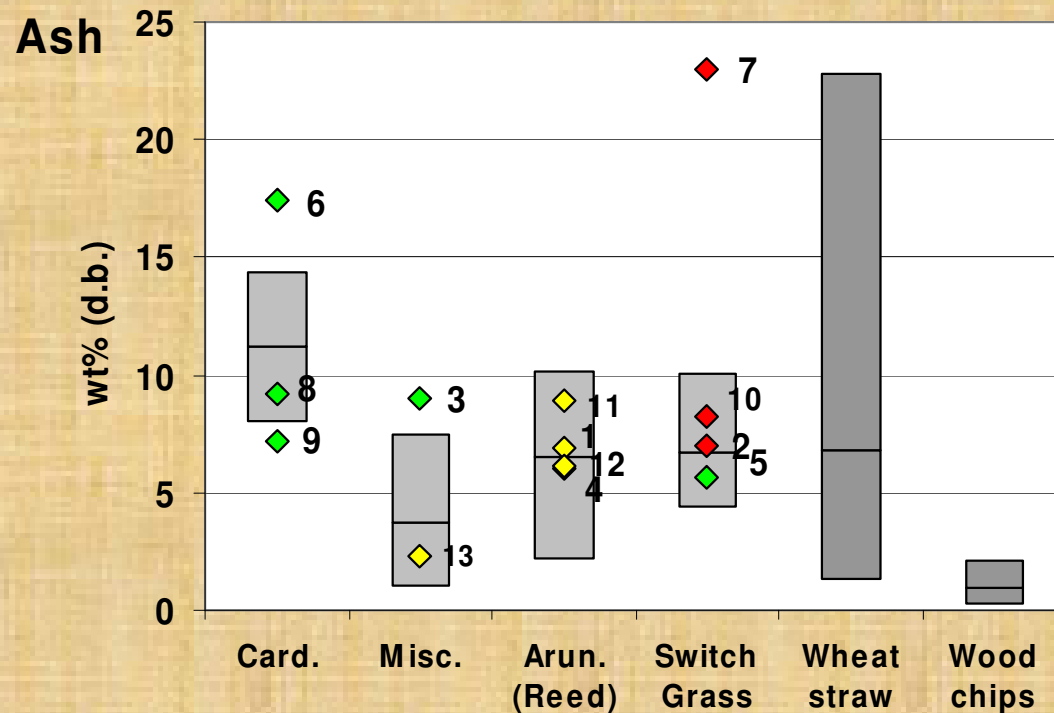 Ash
wt% (d.b.)
25
20
15
10
5
0
6
8
9
3
13
11
1
12
4
7
10
2
5
Card.
Misc.
Arun.
(Reed)
Switch
Grass
Wheat
straw
Wood
chips